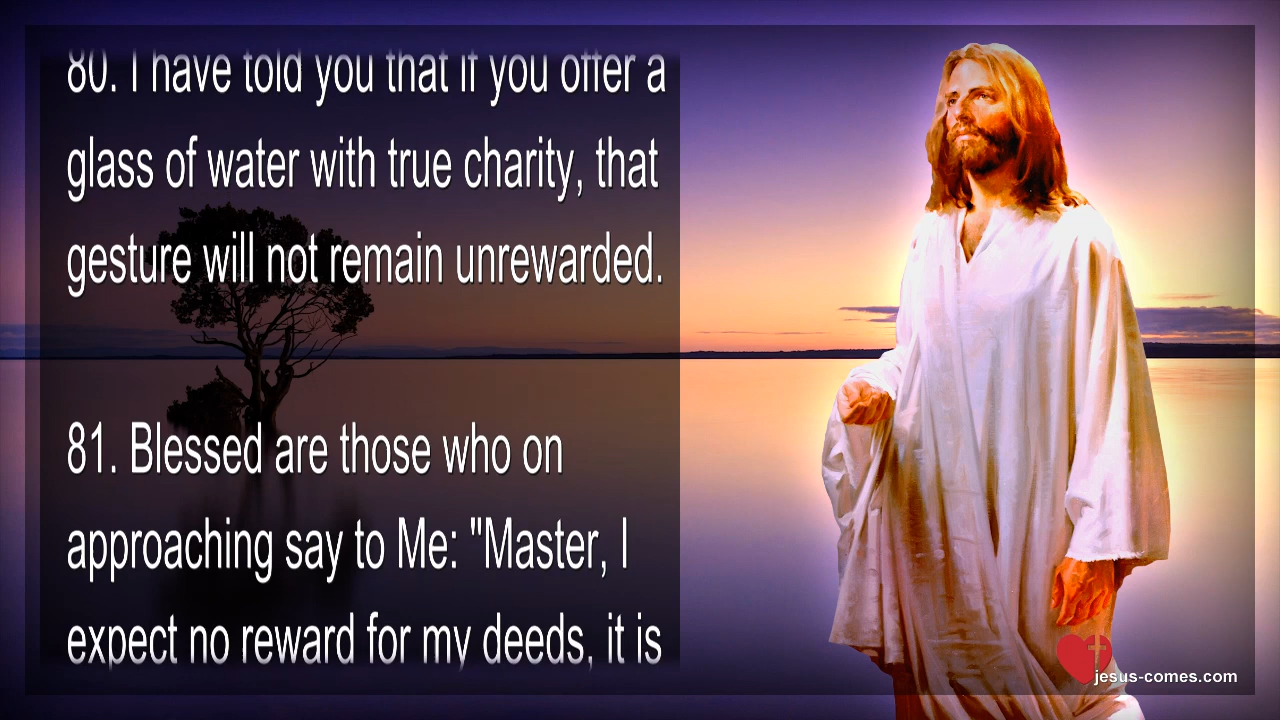 80. I have told you that if you offer a
glass of water with true charity, that
gesture will not remain unrewarded.
81. Blessed are those who on
approaching say to Me: "Master, I
expect no reward for my deeds, it is
jesus-comes.com